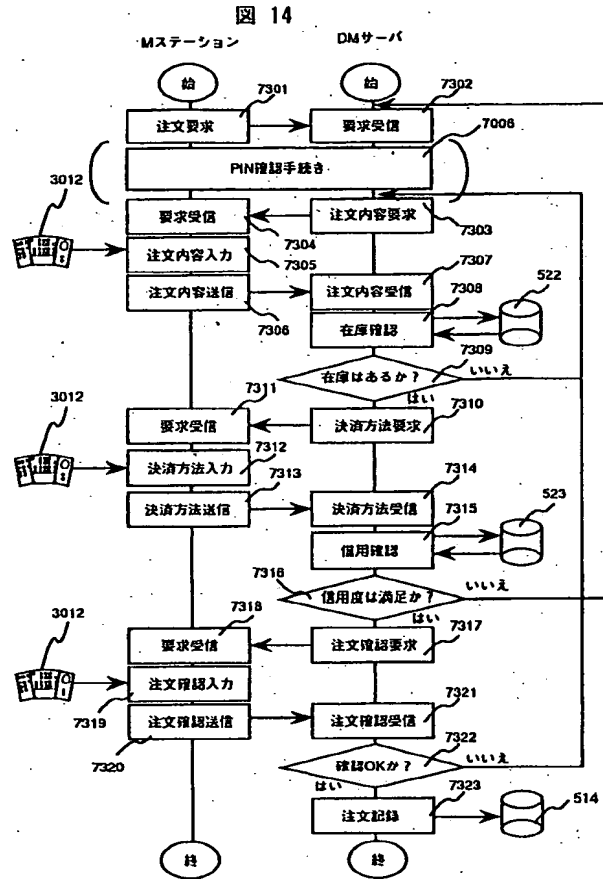 図 14
Mステーション DMサーバ
始 始
7301 7302
注文要求 要求受信
7006
PIN確認手続き
3012
要求受信 注文内容要求
7304 7303
注文内容入力
7305 7307
注文内容送信 注文内容受信
7306 7308
522
在庫確認
7309
在庫はあるか? いいえ
はい
3012 7311 7310
要求受信 決済方法要求
7312
決済方法入力
7313 7314
決済方法送信 決済方法受信
7315 523
信用確認
7316
信用度は満足か? いいえ
はい
3012 7318 7317
要求受信 注文確認要求
注文確認入力
7319 7321
注文確認送信 注文確認受信
7320 7322
確認OKか? いいえ
はい
7323
注文記録
514
終 終